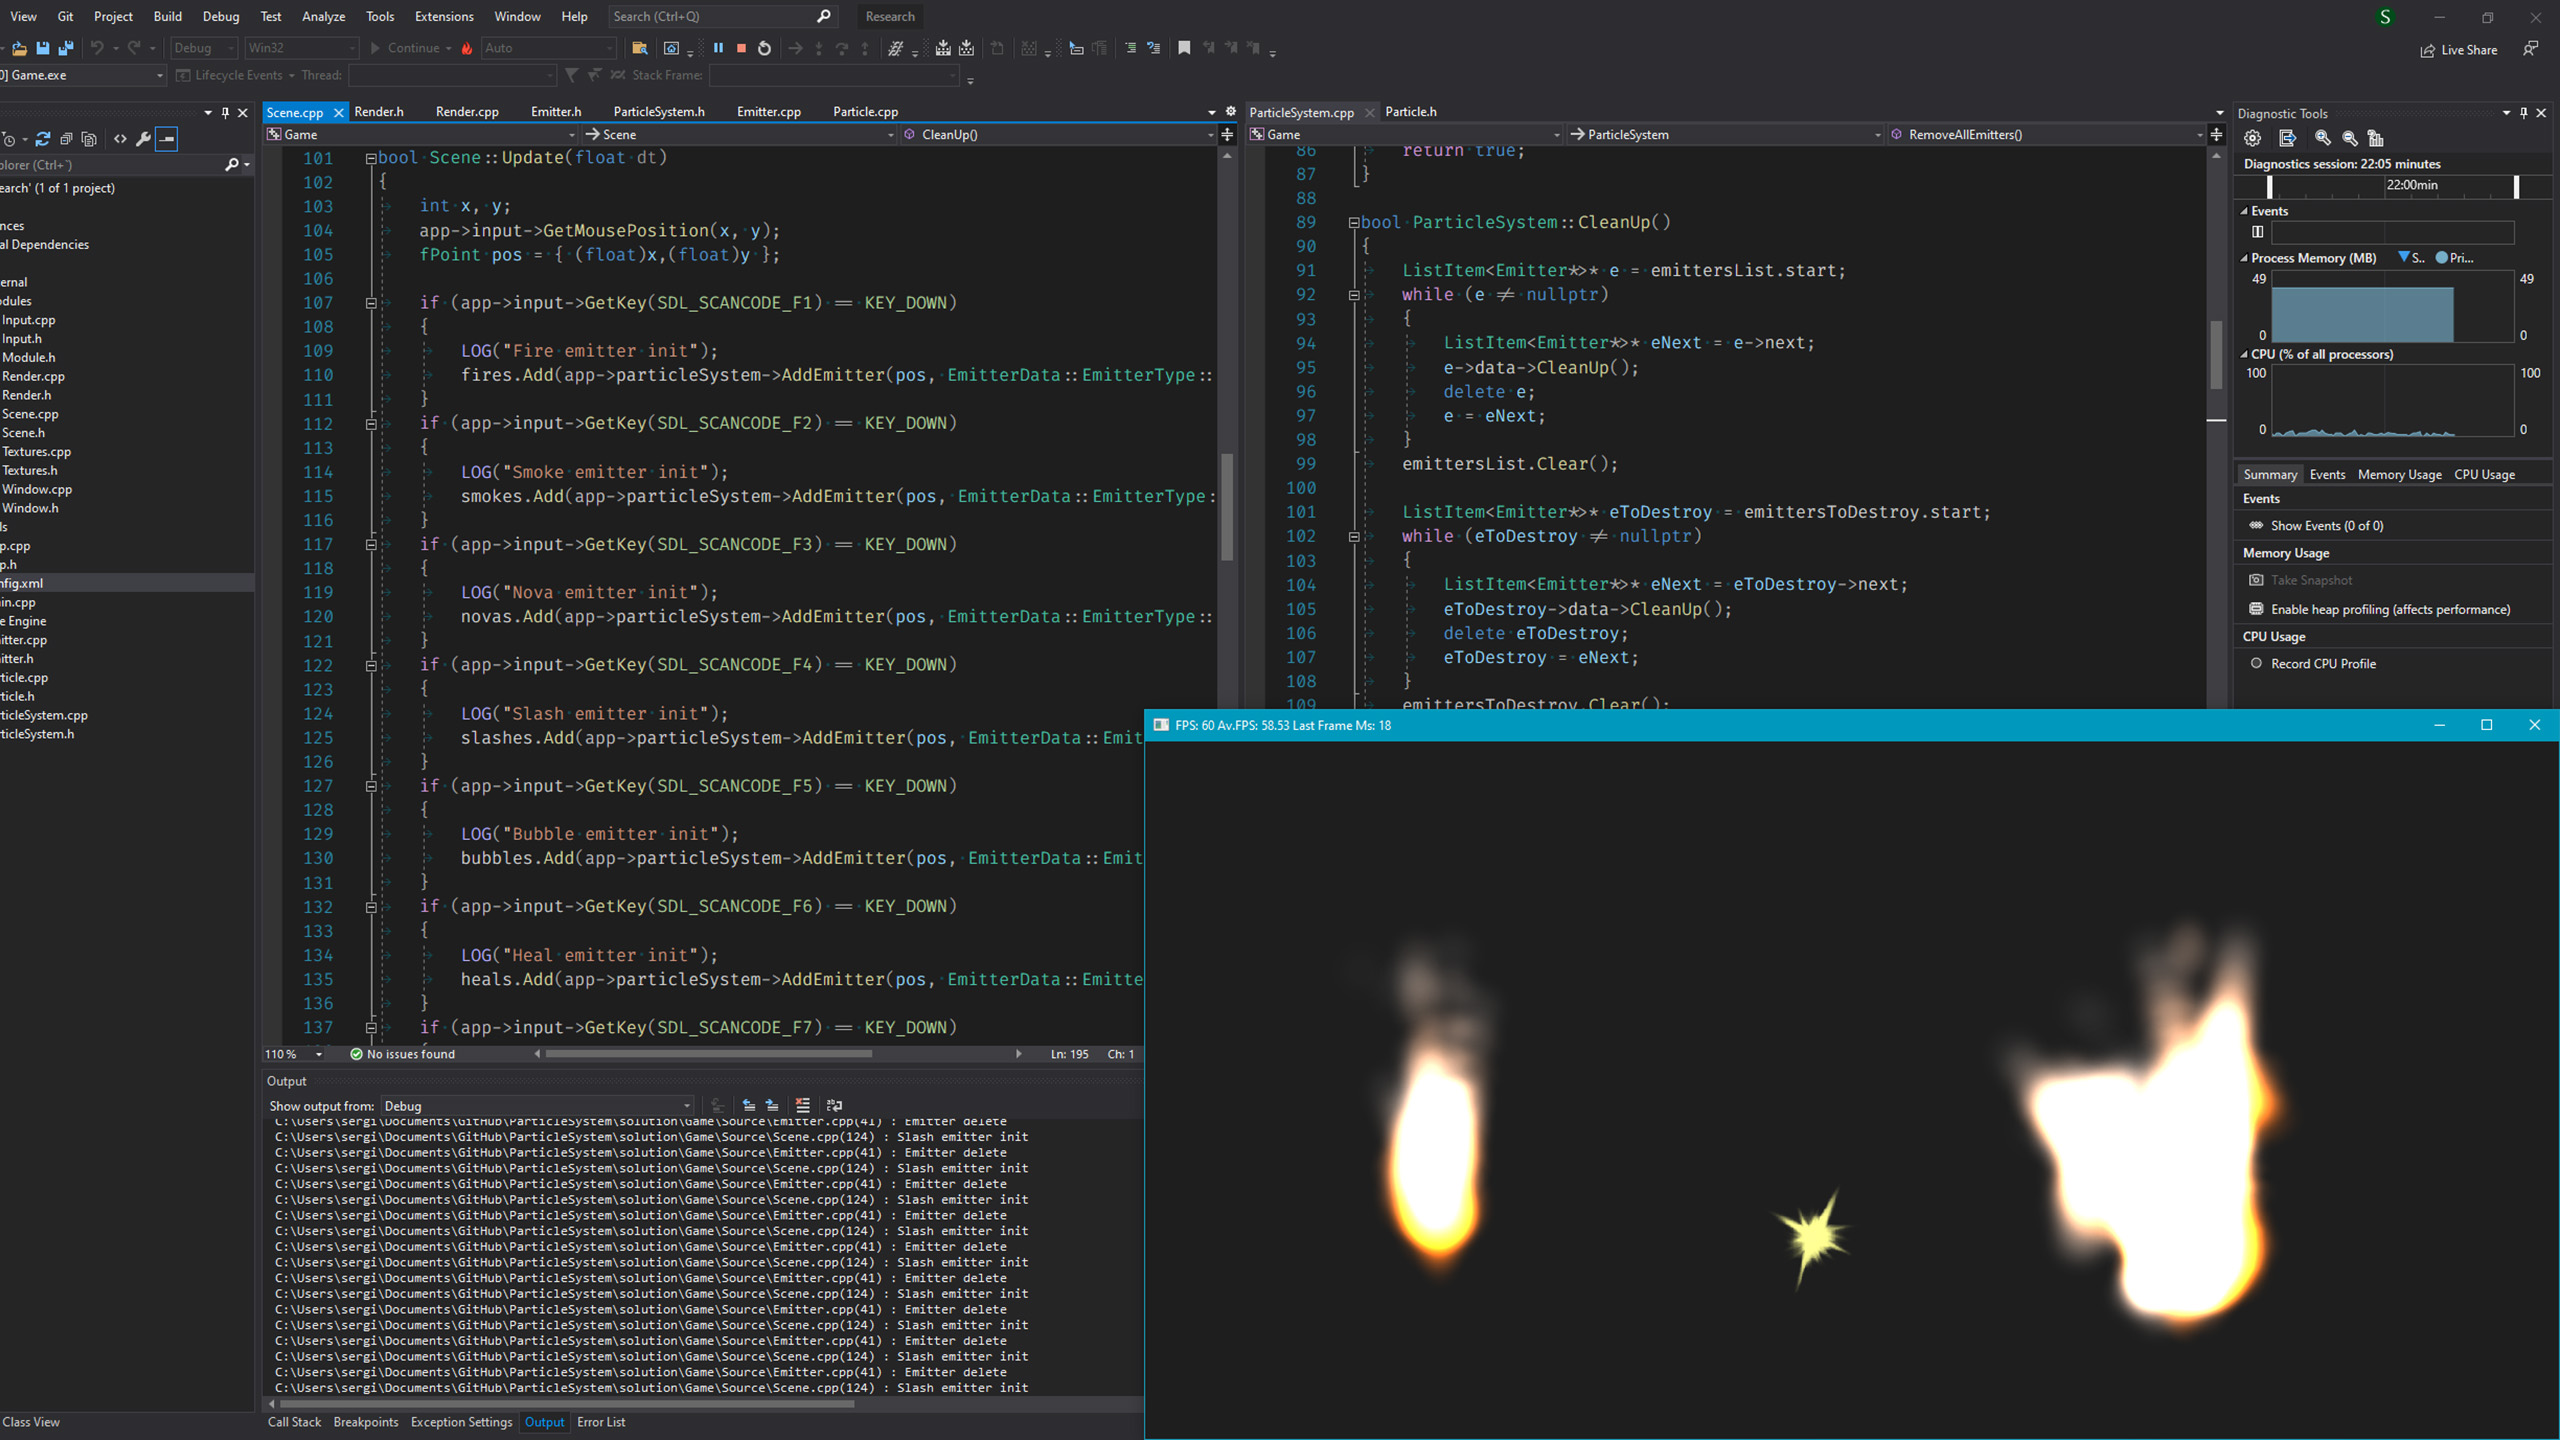 View Git Project Build Debug Test Analyze Tools Extensions Window Help Search (Ctrl+Q) Research S
Debug Win32 Continue Auto Live Share
0] Game.exe Lifecycle Events Thread: Stack Frame:
plorer (Ctrl+¨)
earch' (1 of 1 project)
nces
al Dependencies
ernal
odules
Input.cpp
Input.h
Module.h
Render.cpp
Render.h
Scene.cpp
Scene.h
Textures.cpp
Textures.h
Window.cpp
Window.h
ls
p.cpp
p.h
nfig.xml
in.cpp
e Engine
itter.cpp
itter.h
rticle.cpp
rticle.h
rticleSystem.cpp
rticleSystem.h
Class View
Scene.cpp Render.h Render.cpp Emitter.h ParticleSystem.h Emitter.cpp Particle.cpp
Game Scene CleanUp()
101 bool Scene::Update(float dt)
102 {
103 int x, y;
104 app->input->GetMousePosition(x, y);
105 fPoint pos = { (float)x,(float)y };
106
107 if (app->input->GetKey(SDL_SCANCODE_F1) == KEY_DOWN)
108 {
109 LOG("Fire emitter init");
110 fires.Add(app->particleSystem->AddEmitter(pos, EmitterData::EmitterType::
111 }
112 if (app->input->GetKey(SDL_SCANCODE_F2) == KEY_DOWN)
113 {
114 LOG("Smoke emitter init");
115 smokes.Add(app->particleSystem->AddEmitter(pos, EmitterData::EmitterType:
116 }
117 if (app->input->GetKey(SDL_SCANCODE_F3) == KEY_DOWN)
118 {
119 LOG("Nova emitter init");
120 novas.Add(app->particleSystem->AddEmitter(pos, EmitterData::EmitterType::
121 }
122 if (app->input->GetKey(SDL_SCANCODE_F4) == KEY_DOWN)
123 {
124 LOG("Slash emitter init");
125 slashes.Add(app->particleSystem->AddEmitter(pos, EmitterData::Emit
126 }
127 if (app->input->GetKey(SDL_SCANCODE_F5) == KEY_DOWN)
128 {
129 LOG("Bubble emitter init");
130 bubbles.Add(app->particleSystem->AddEmitter(pos, EmitterData::Emit
131 }
132 if (app->input->GetKey(SDL_SCANCODE_F6) == KEY_DOWN)
133 {
134 LOG("Heal emitter init");
135 heals.Add(app->particleSystem->AddEmitter(pos, EmitterData::Emitte
136 }
137 if (app->input->GetKey(SDL_SCANCODE_F7) == KEY_DOWN)
110 % No issues found Ln: 195 Ch: 1
ParticleSystem.cpp Particle.h
Game ParticleSystem RemoveAllEmitters()
86 return true;
87 }
88
89 bool ParticleSystem::CleanUp()
90 {
91 ListItem<Emitter*>* e = emittersList.start;
92 while (e != nullptr)
93 {
94 ListItem<Emitter*>* eNext = e->next;
95 e->data->CleanUp();
96 delete e;
97 e = eNext;
98 }
99 emittersList.Clear();
100
101 ListItem<Emitter*>* eToDestroy = emittersToDestroy.start;
102 while (eToDestroy != nullptr)
103 {
104 ListItem<Emitter*>* eNext = eToDestroy->next;
105 eToDestroy->data->CleanUp();
106 delete eToDestroy;
107 eToDestroy = eNext;
108 }
109 emittersToDestroy.Clear();
Diagnostic Tools
Diagnostics session: 22:05 minutes
22:00min
Events
Process Memory (MB) S.. Pri...
49 49
0 0
CPU (% of all processors)
100 100
0 0
Summary Events Memory Usage CPU Usage
Events
Show Events (0 of 0)
Memory Usage
Take Snapshot
Enable heap profiling (affects performance)
CPU Usage
Record CPU Profile
FPS: 60 Av.FPS: 58.53 Last Frame Ms: 18
Output
Show output from: Debug
C:\Users\sergi\Documents\GitHub\ParticleSystem\solution\Game\Source\Emitter.cpp(41) : Emitter delete
C:\Users\sergi\Documents\GitHub\ParticleSystem\solution\Game\Source\Scene.cpp(124) : Slash emitter init
C:\Users\sergi\Documents\GitHub\ParticleSystem\solution\Game\Source\Emitter.cpp(41) : Emitter delete
C:\Users\sergi\Documents\GitHub\ParticleSystem\solution\Game\Source\Scene.cpp(124) : Slash emitter init
C:\Users\sergi\Documents\GitHub\ParticleSystem\solution\Game\Source\Emitter.cpp(41) : Emitter delete
C:\Users\sergi\Documents\GitHub\ParticleSystem\solution\Game\Source\Scene.cpp(124) : Slash emitter init
C:\Users\sergi\Documents\GitHub\ParticleSystem\solution\Game\Source\Emitter.cpp(41) : Emitter delete
C:\Users\sergi\Documents\GitHub\ParticleSystem\solution\Game\Source\Scene.cpp(124) : Slash emitter init
C:\Users\sergi\Documents\GitHub\ParticleSystem\solution\Game\Source\Emitter.cpp(41) : Emitter delete
C:\Users\sergi\Documents\GitHub\ParticleSystem\solution\Game\Source\Scene.cpp(124) : Slash emitter init
C:\Users\sergi\Documents\GitHub\ParticleSystem\solution\Game\Source\Emitter.cpp(41) : Emitter delete
C:\Users\sergi\Documents\GitHub\ParticleSystem\solution\Game\Source\Scene.cpp(124) : Slash emitter init
C:\Users\sergi\Documents\GitHub\ParticleSystem\solution\Game\Source\Emitter.cpp(41) : Emitter delete
C:\Users\sergi\Documents\GitHub\ParticleSystem\solution\Game\Source\Scene.cpp(124) : Slash emitter init
C:\Users\sergi\Documents\GitHub\ParticleSystem\solution\Game\Source\Emitter.cpp(41) : Emitter delete
C:\Users\sergi\Documents\GitHub\ParticleSystem\solution\Game\Source\Scene.cpp(124) : Slash emitter init
C:\Users\sergi\Documents\GitHub\ParticleSystem\solution\Game\Source\Emitter.cpp(41) : Emitter delete
C:\Users\sergi\Documents\GitHub\ParticleSystem\solution\Game\Source\Scene.cpp(124) : Slash emitter init
Call Stack Breakpoints Exception Settings Output Error List